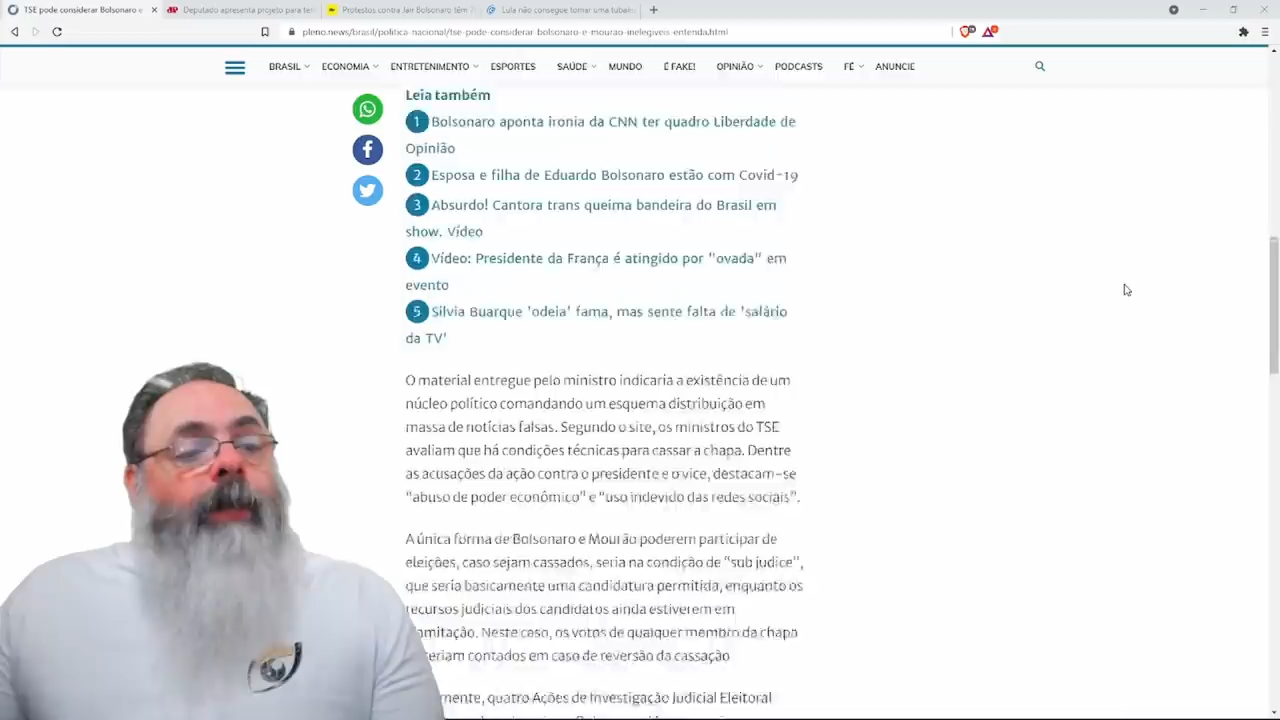 TSE pode considerar Bolsonaro e
Deputado apresenta projeto para ten
Protestos contra Jair Bolsonaro têm
Lula não consegue tomar uma tubaí
pleno.news/brasil/politica-nacional/tse-pode-considerar-bolsonaro-e-mourao-inelegiveis-entenda.html
BRASIL ECONOMIA ENTRETENIMENTO ESPORTES SAÚDE MUNDO É FAKE! OPINIÃO PODCASTS FÉ ANUNCIE
Leia também
1 Bolsonaro aponta ironia da CNN ter quadro Liberdade de
Opinião
2 Esposa e filha de Eduardo Bolsonaro estão com Covid-19
3 Absurdo! Cantora trans queima bandeira do Brasil em
show. Vídeo
4 Vídeo: Presidente da França é atingido por "ovada" em
evento
5 Silvia Buarque 'odeia' fama, mas sente falta de 'salário
da TV'
O material entregue pelo ministro indicaria a existência de um
núcleo político comandando um esquema distribuição em
massa de notícias falsas. Segundo o site, os ministros do TSE
avaliam que há condições técnicas para cassar a chapa. Dentre
as acusações da ação contra o presidente e o vice, destacam-se
“abuso de poder econômico” e “uso indevido das redes sociais”.
A única forma de Bolsonaro e Mourão poderem participar de
eleições, caso sejam cassados, seria na condição de “sub judice”,
que seria basicamente uma candidatura permitida, enquanto os
recursos judiciais dos candidatos ainda estiverem em
amitação. Neste caso, os votos de qualquer membro da chapa
seriam contados em caso de reversão da cassação
mente, quatro Ações de Investigação Judicial Eleitoral